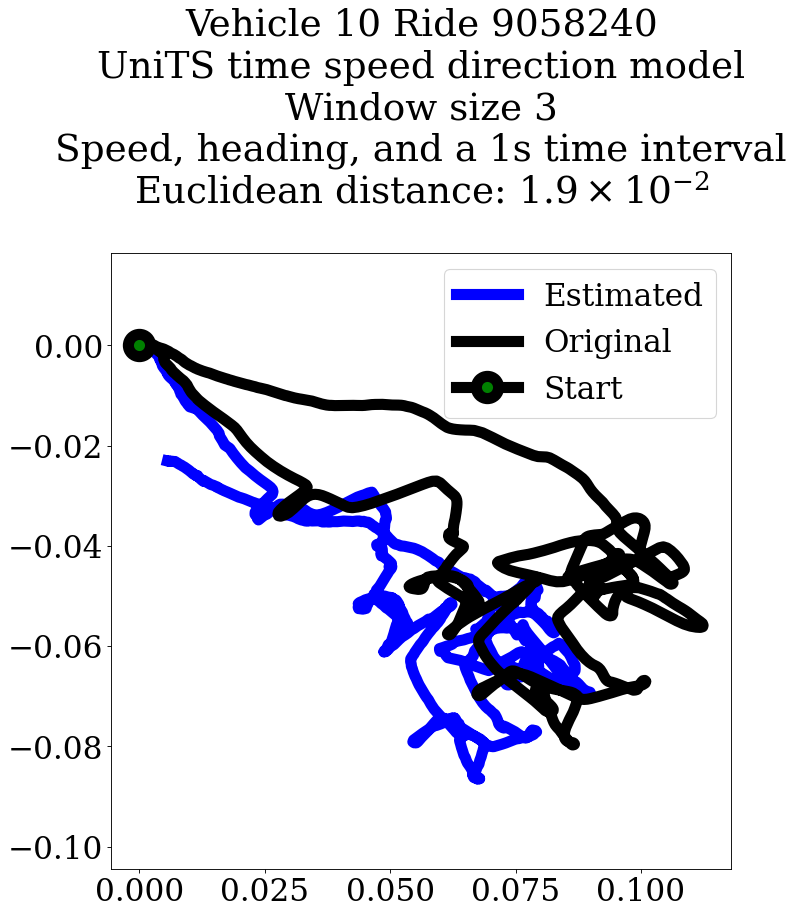 Vehicle 10 Ride 9058240
UniTS time speed direction model
Window size 3
Speed, heading, and a 1s time interval
Euclidean distance: 1.9 × 10⁻²
Estimated
Original
Start
0.00
−0.02
−0.04
−0.06
−0.08
−0.10
0.000 0.025 0.050 0.075 0.100